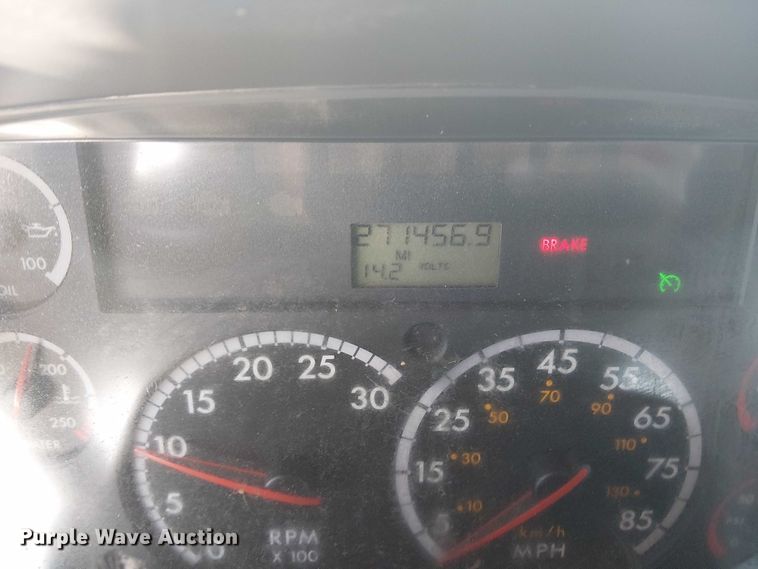 271456.9
MI
14.2 VOLTS
BRAKE
100
OIL
200
250
20 25
15 30
10
5
0
RPM
X 100
45
35 55
25 65
15 75
5 85
70
50 90
30 110
10 130
km/h
MPH
Purple Wave Auction